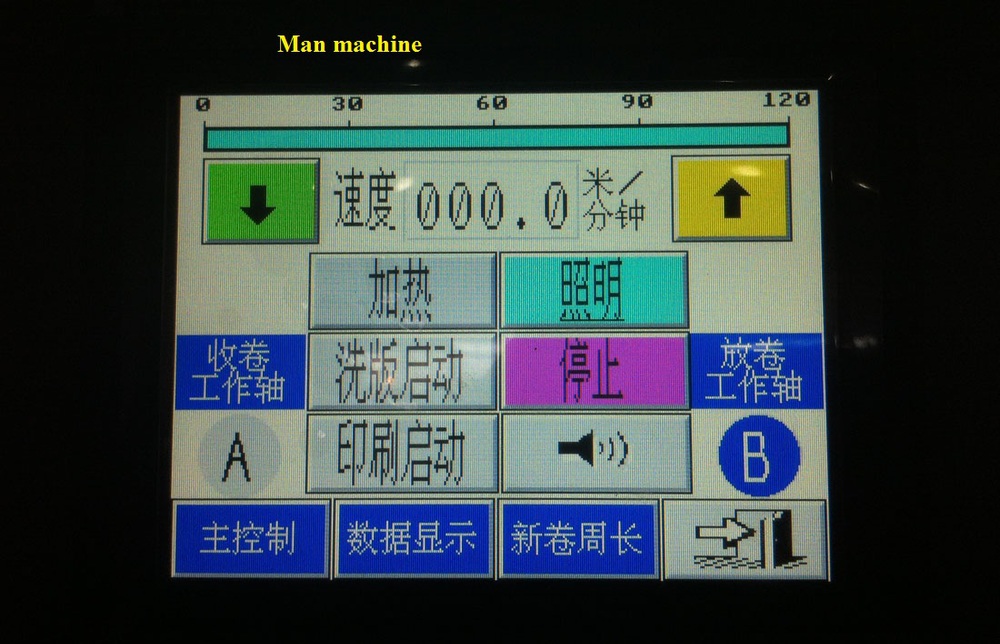 Man machine
0 30 60 90 120
速度 000.0 米／分钟
加热 照明
收卷
工作轴
洗版启动 停止
放卷
工作轴
A 印刷启动 B
主控制 数据显示 新卷周长